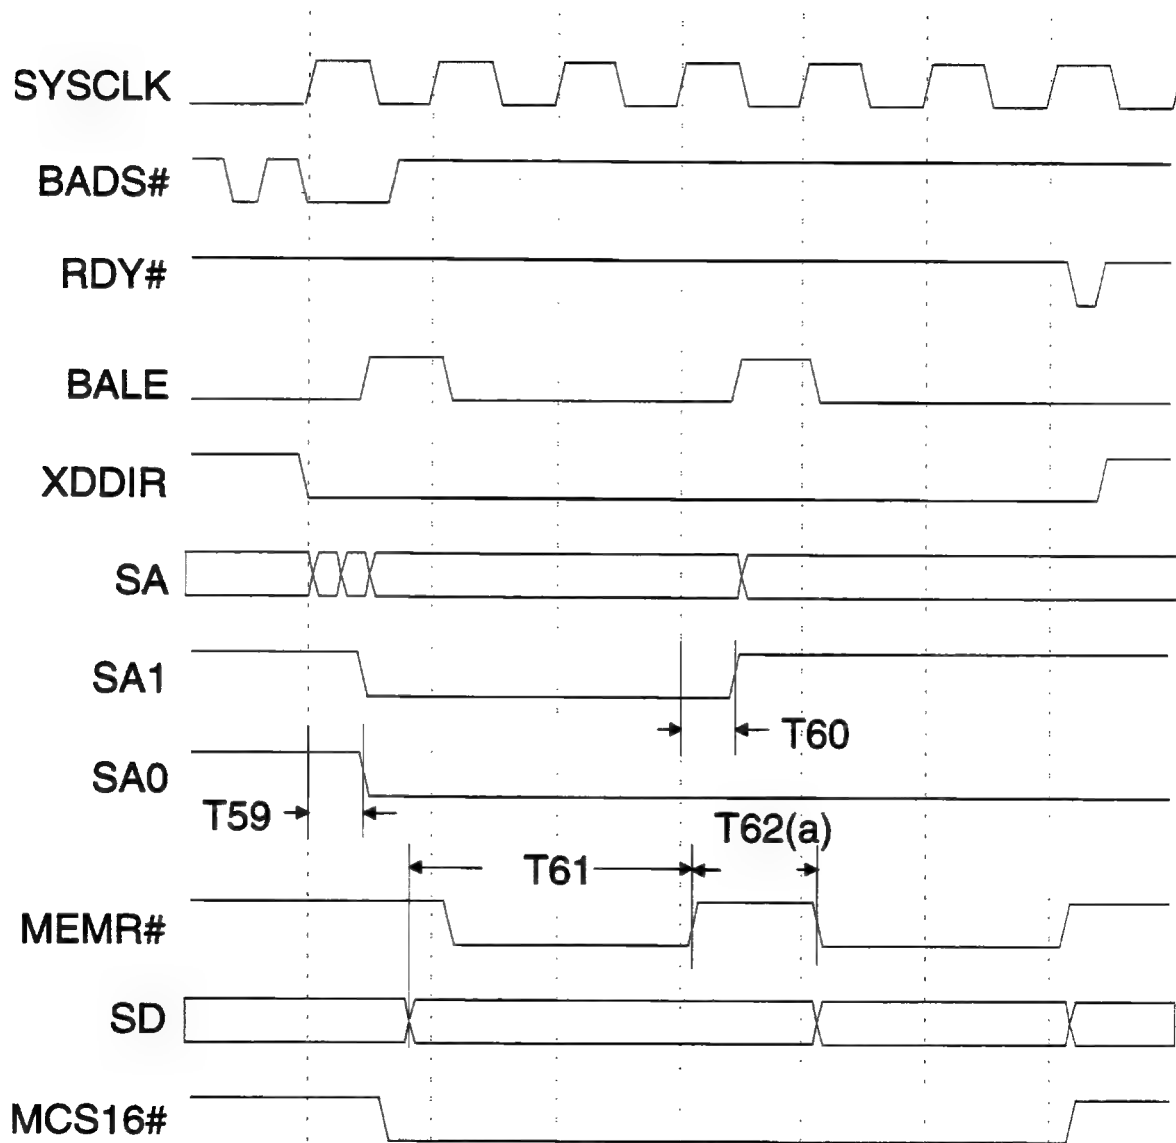 SYSCLK
BADS#
RDY#
BALE
XDDIR
SA
SA1
T60
SA0
T59
T62(a)
T61
MEMR#
SD
MCS16#